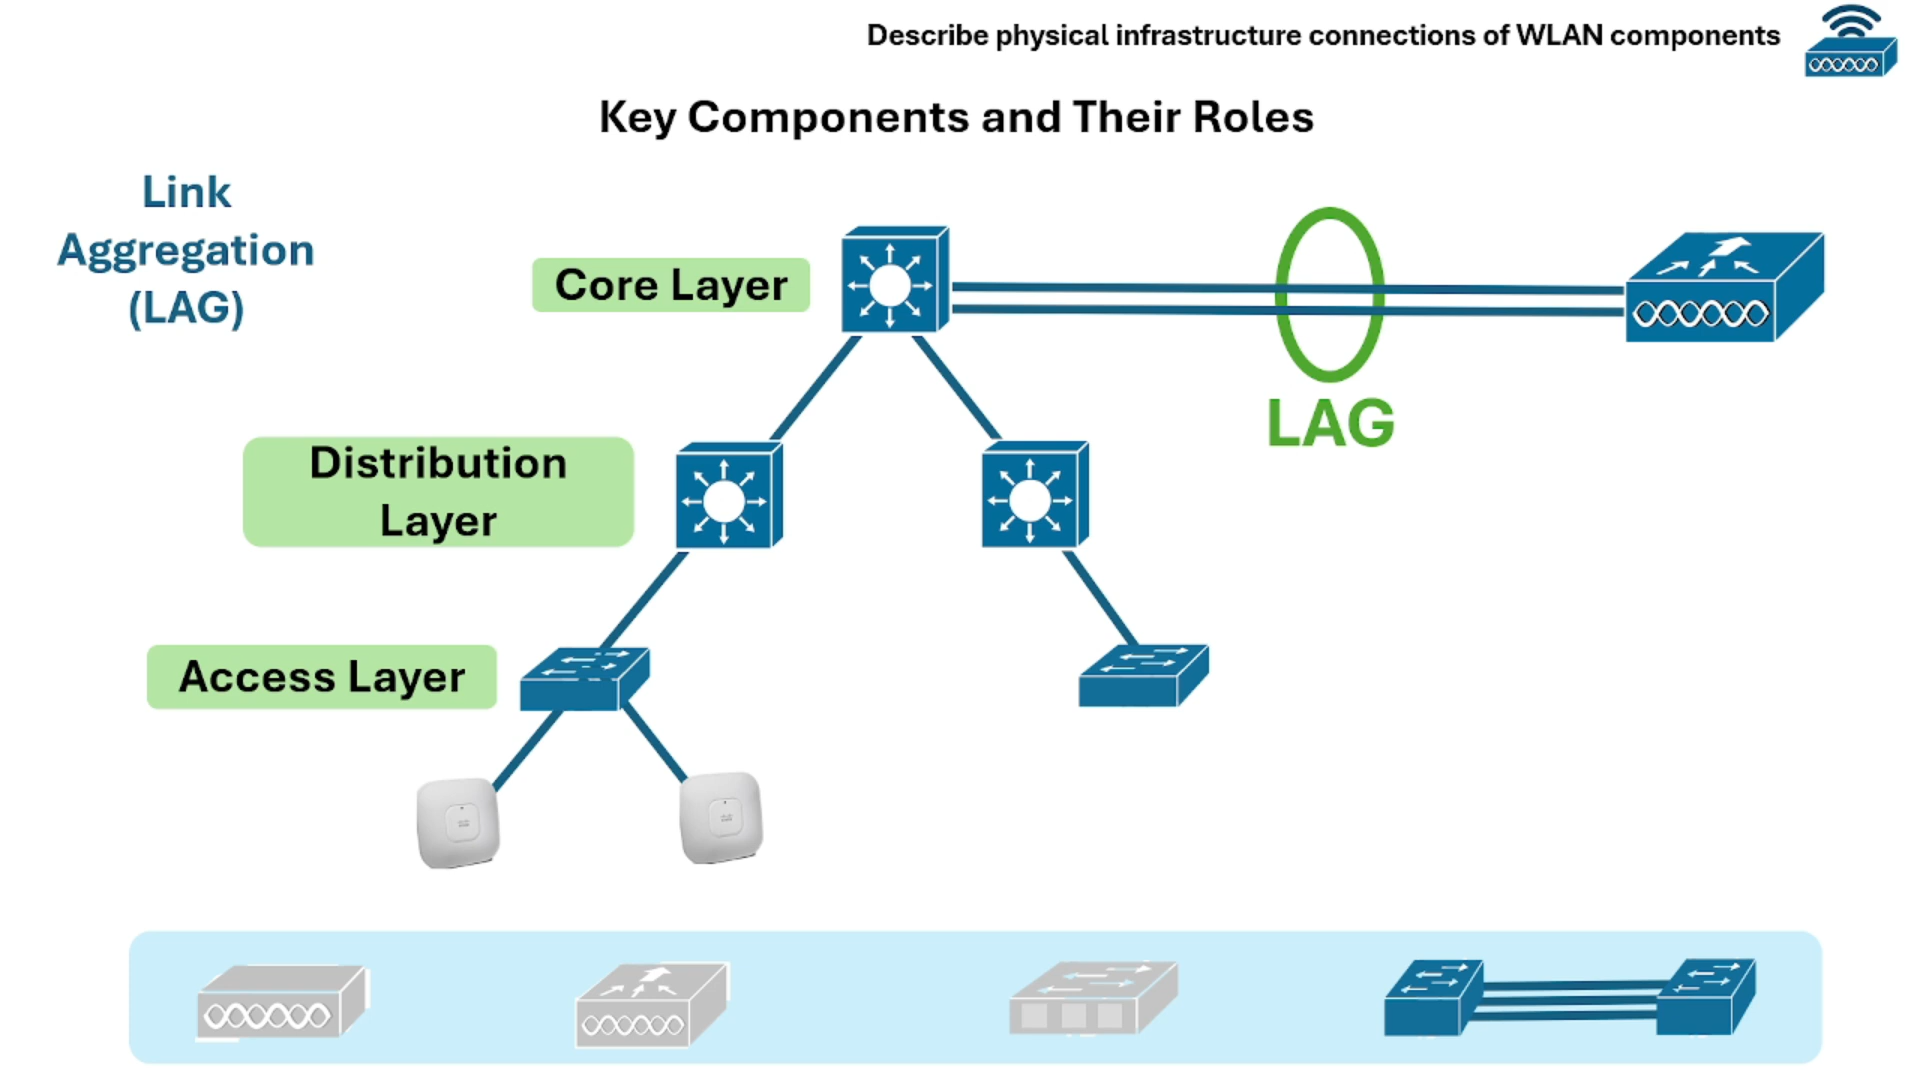 Describe physical infrastructure connections of WLAN components
Key Components and Their Roles
Link
Aggregation
(LAG)
Core Layer
LAG
Distribution
Layer
Access Layer